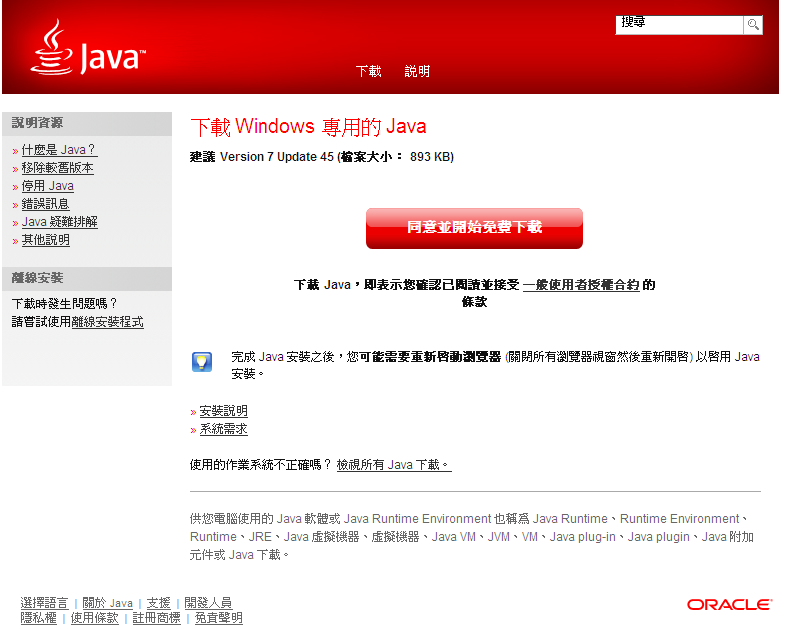 Java™
搜尋
下載 說明
說明資源
» 什麼是 Java？
» 移除較舊版本
» 停用 Java
» 錯誤訊息
» Java 疑難排解
» 其他說明
離線安裝
下載時發生問題嗎？
請嘗試使用離線安裝程式
下載 Windows 專用的 Java
建議 Version 7 Update 45 (檔案大小： 893 KB)
同意並開始免費下載
下載 Java，即表示您確認已閱讀並接受 一般使用者授權合約 的
條款
完成 Java 安裝之後，您可能需要重新啟動瀏覽器 (關閉所有瀏覽器視窗然後重新開啟) 以啟用 Java
安裝。
» 安裝說明
» 系統需求
使用的作業系統不正確嗎？ 檢視所有 Java 下載。
供您電腦使用的 Java 軟體或 Java Runtime Environment 也稱為 Java Runtime、Runtime Environment、
Runtime、JRE、Java 虛擬機器、虛擬機器、Java VM、JVM、VM、Java plug-in、Java plugin、Java 附加
元件或 Java 下載。
選擇語言 | 關於 Java | 支援 | 開發人員
隱私權 | 使用條款 | 註冊商標 | 免責聲明
ORACLE